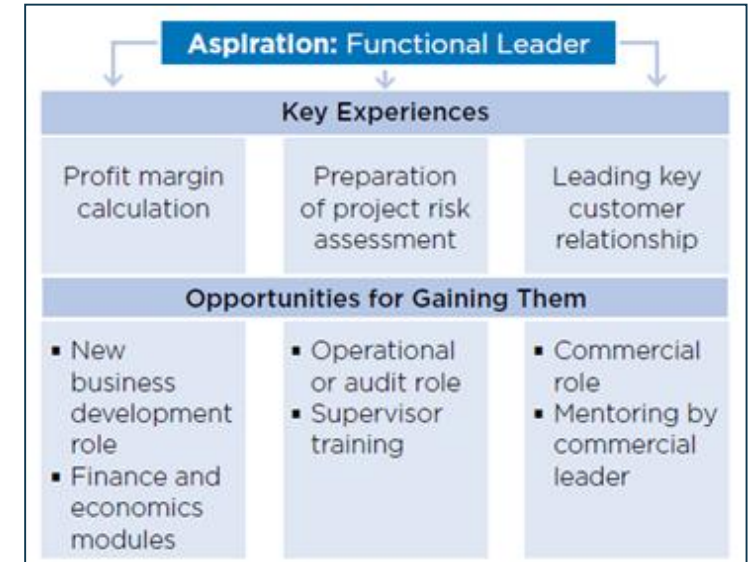 Aspiration: Functional Leader
Key Experiences
Profit margin
calculation
Preparation
of project risk
assessment
Leading key
customer
relationship
Opportunities for Gaining Them
▪ New
business
development
role
▪ Finance and
economics
modules
▪ Operational
or audit role
▪ Supervisor
training
▪ Commercial
role
▪ Mentoring by
commercial
leader